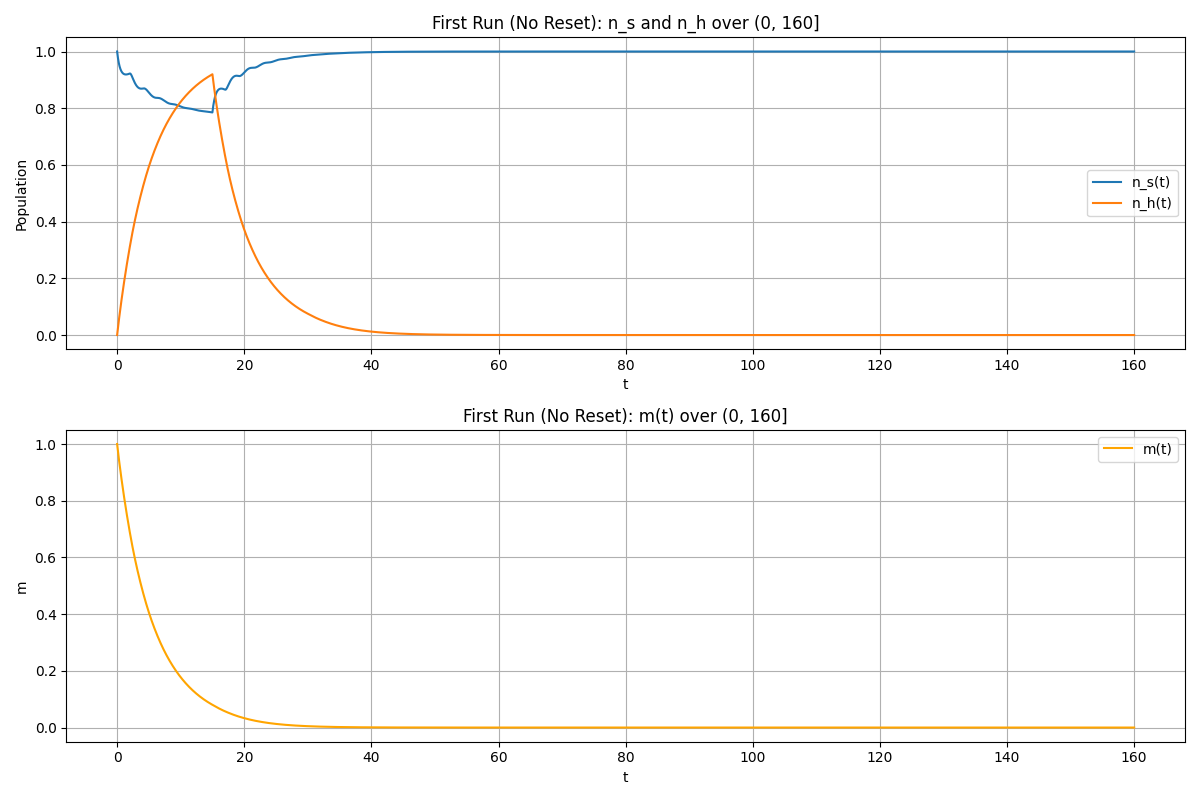 First Run (No Reset): n_s and n_h over (0, 160]
Population
1.0
0.8
0.6
0.4
0.2
0.0
n_s(t)
n_h(t)
0 20 40 60 80 100 120 140 160
t
First Run (No Reset): m(t) over (0, 160]
m
1.0
0.8
0.6
0.4
0.2
0.0
m(t)
0 20 40 60 80 100 120 140 160
t